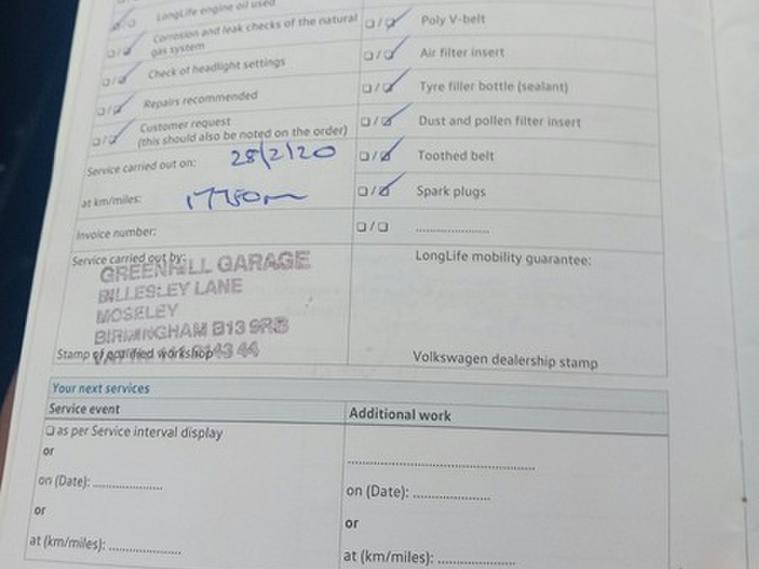 LongLife engine oil used
Corrosion and leak checks of the natural
gas system
Check of headlight settings
Repairs recommended
Customer request
(this should also be noted on the order)
Service carried out on: 28/2/20
at km/miles: 17750m
Invoice number:
Service carried out by:
GREENHILL GARAGE
BILLESLEY LANE
MOSELEY
BIRMINGHAM B13 9RB
Stamp of qualified workshop
Poly V-belt
Air filter insert
Tyre filler bottle (sealant)
Dust and pollen filter insert
Toothed belt
Spark plugs
....................
LongLife mobility guarantee:
Volkswagen dealership stamp
Your next services
Service event
as per Service interval display
or
on (Date): ..................
or
at (km/miles): ..................
Additional work
..................................................
on (Date): ....................
or
at (km/miles): ....................